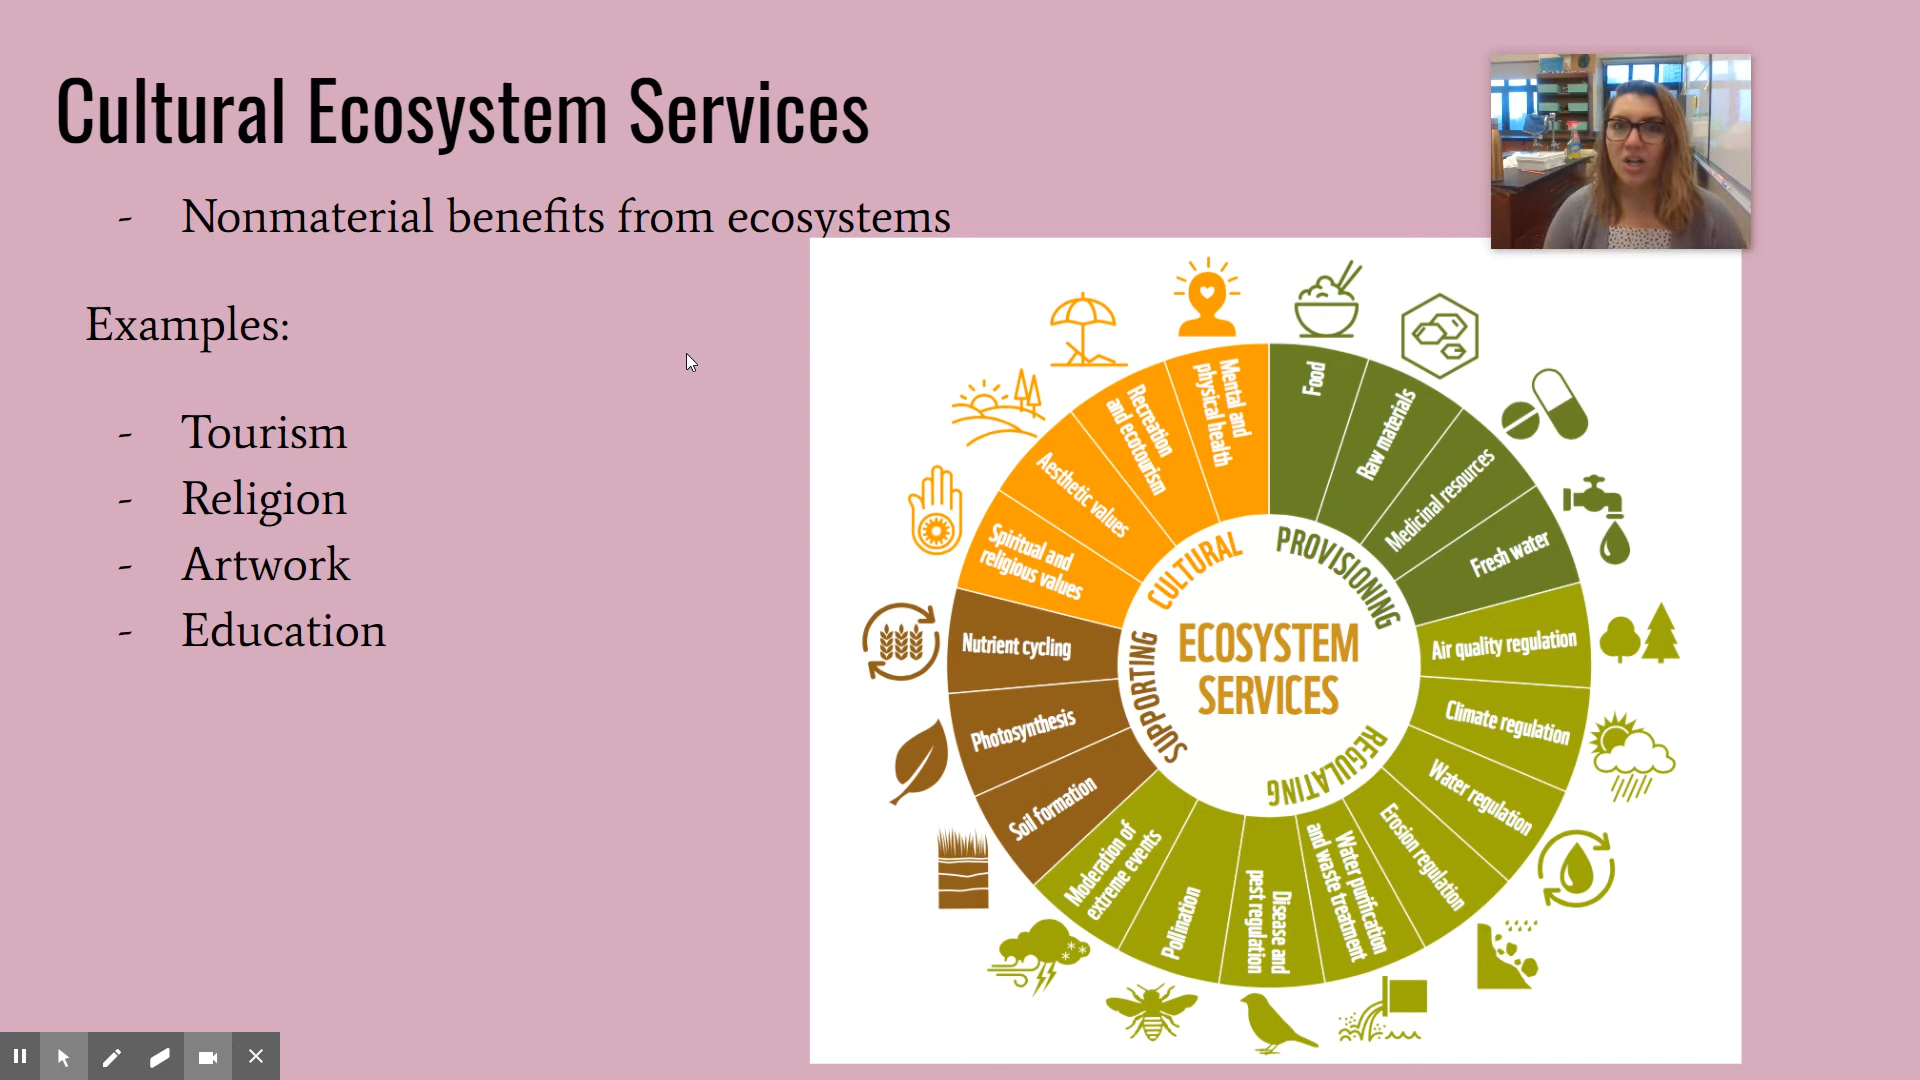 Cultural Ecosystem Services
- Nonmaterial benefits from ecosystems
Examples:
- Tourism
- Religion
- Artwork
- Education
ECOSYSTEM
SERVICES
CULTURAL
PROVISIONING
REGULATING
SUPPORTING
Food
Raw materials
Medicinal resources
Fresh water
Air quality regulation
Climate regulation
Water regulation
Erosion regulation
Water purification
and waste treatment
Disease and
pest regulation
Pollination
Moderation of
extreme events
Soil formation
Photosynthesis
Nutrient cycling
Spiritual and
religious values
Aesthetic values
Recreation
and ecotourism
Mental and
physical health